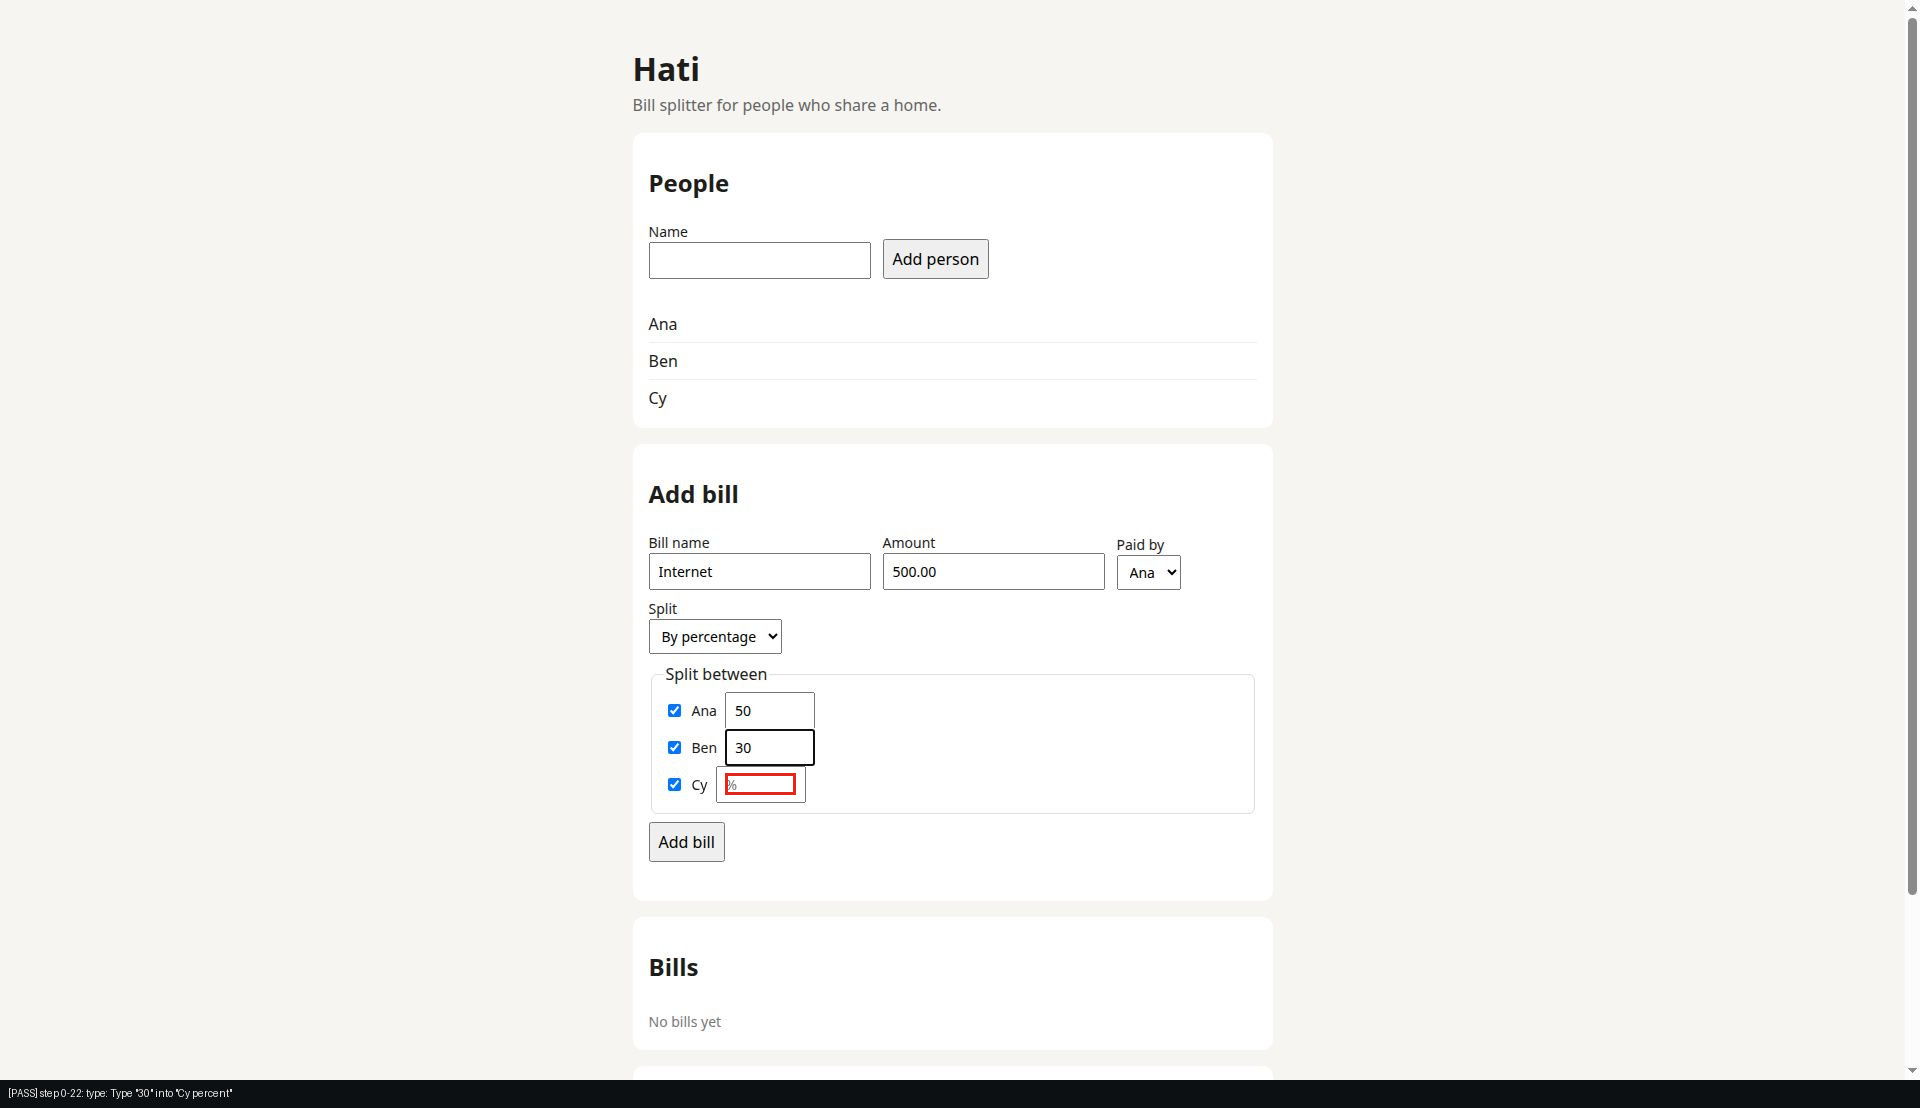 Hati
Bill splitter for people who share a home.
People
Name
Add person
Ana
Ben
Cy
Add bill
Bill name Amount Paid by
Internet 500.00 Ana
Split
By percentage
Split between
Ana 50
Ben 30
Cy %
Add bill
Bills
No bills yet
[PASS] step 0-22: type: Type "30" into "Cy percent"